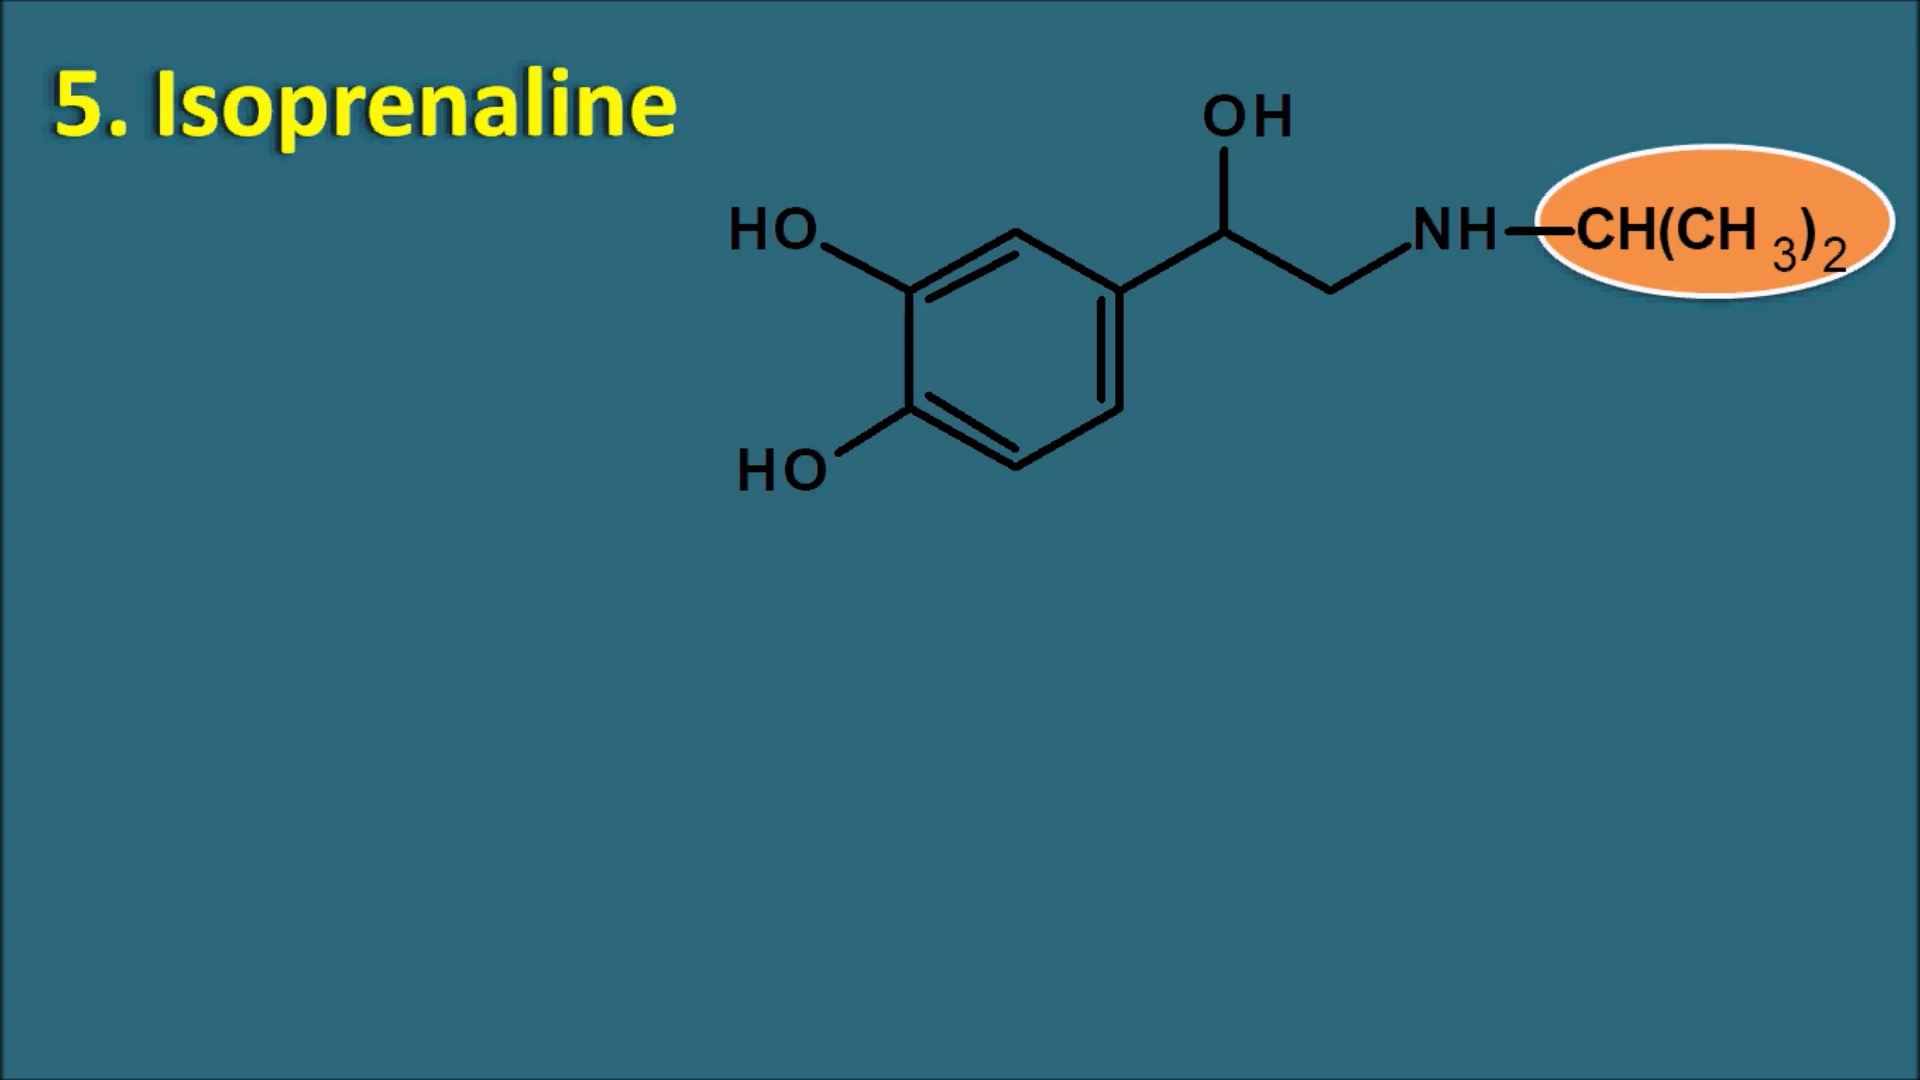 5. Isoprenaline
OH
HO
NH—CH(CH3)2
HO